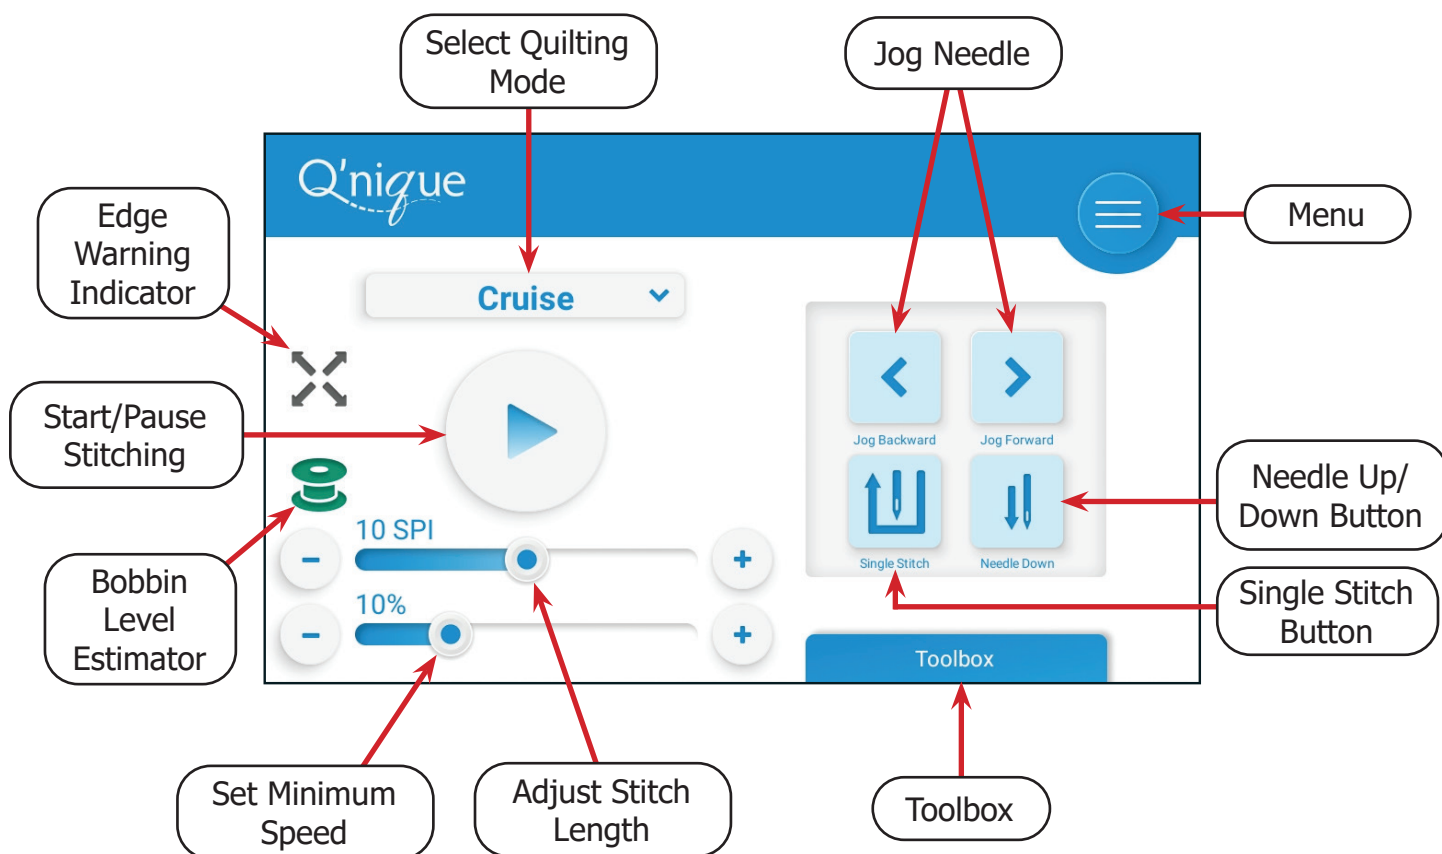 Select Quilting
Mode
Jog Needle
Edge
Warning
Indicator
Q'nique
Menu
Cruise
Start/Pause
Stitching
Jog Backward
Jog Forward
Needle Up/
Down Button
10 SPI
Single Stitch
Needle Down
Bobbin
Level
Estimator
10%
Single Stitch
Button
Toolbox
Set Minimum
Speed
Adjust Stitch
Length
Toolbox